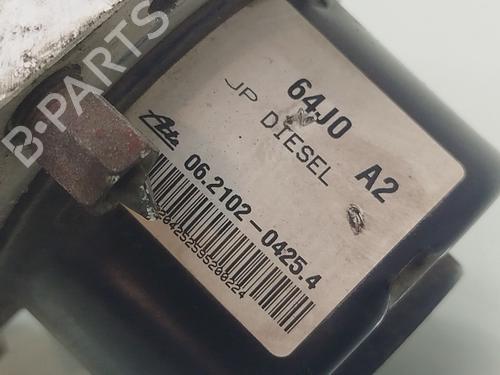 64J0 A2
JP DIESEL
Ate 06.2102-0425.4
B-PARTS